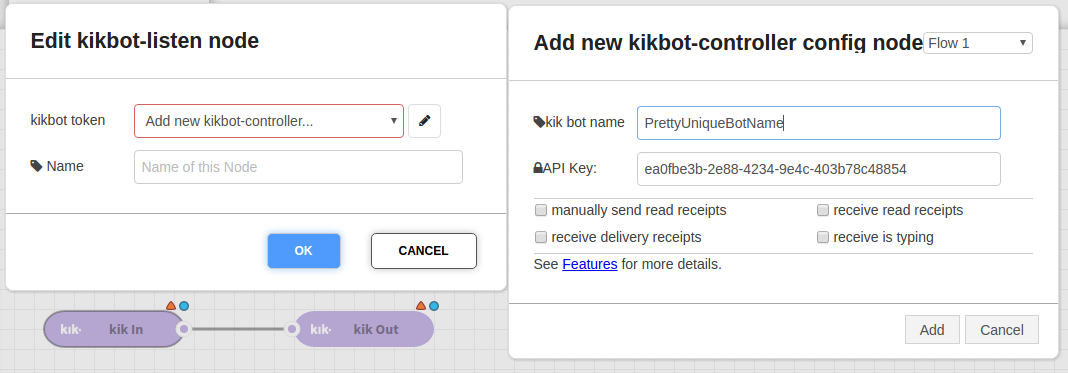 Edit kikbot-listen node
kikbot token
Add new kikbot-controller...
Name
Name of this Node
OK
CANCEL
kik· kik In
kik· kik Out
Add new kikbot-controller config node
Flow 1
kik bot name
PrettyUniqueBotName
API Key:
ea0fbe3b-2e88-4234-9e4c-403b78c48854
manually send read receipts
receive read receipts
receive delivery receipts
receive is typing
See Features for more details.
Add
Cancel